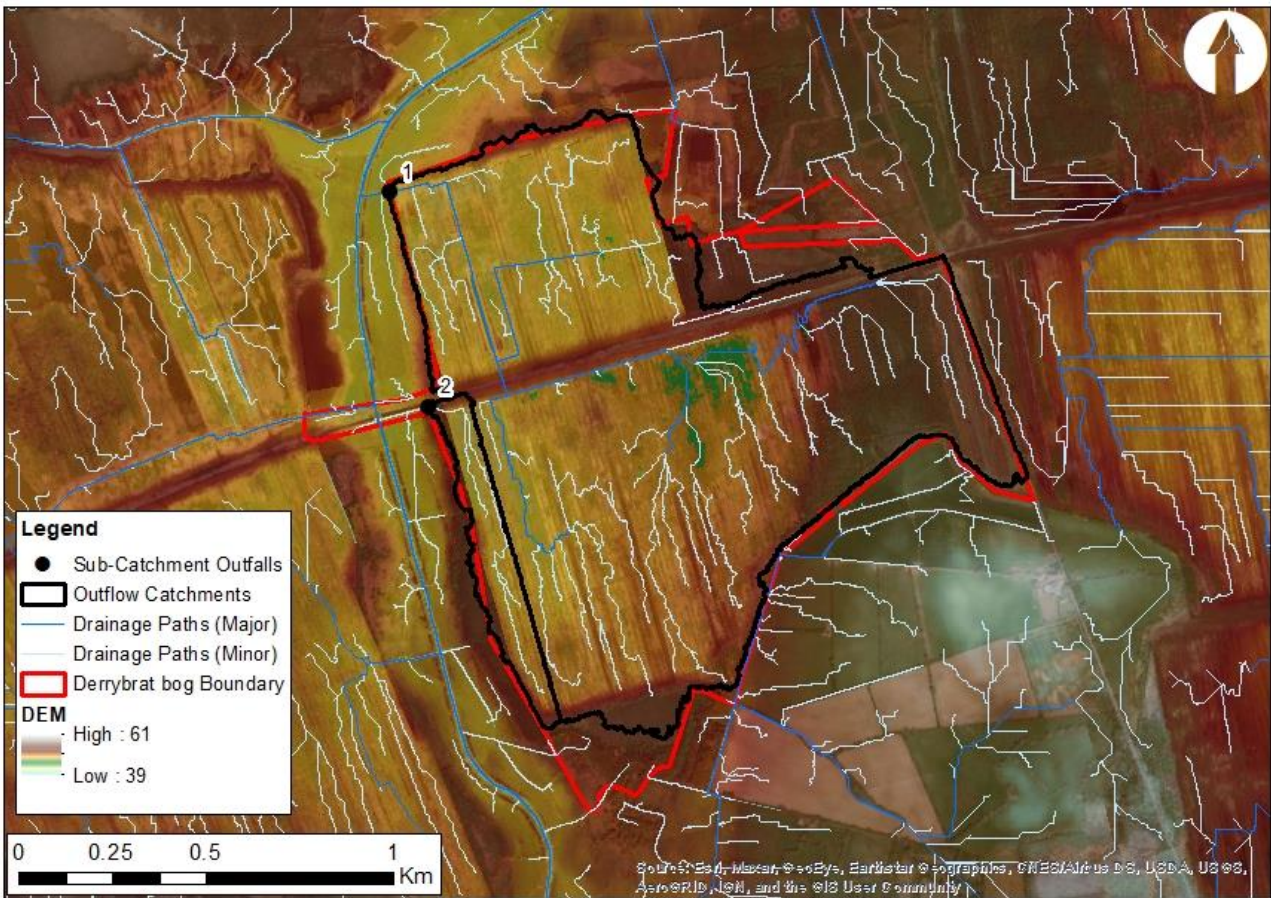 1
2
Legend
Sub-Catchment Outfalls
Outflow Catchments
Drainage Paths (Major)
Drainage Paths (Minor)
Derrybrat bog Boundary
DEM
High : 61
Low : 39
0 0.25 0.5 1
Km
Source: Esri, Maxar, GeoEye, Earthstar Geographics, CNES/Airbus DS, USDA, USGS,
AeroGRID, IGN, and the GIS User Community